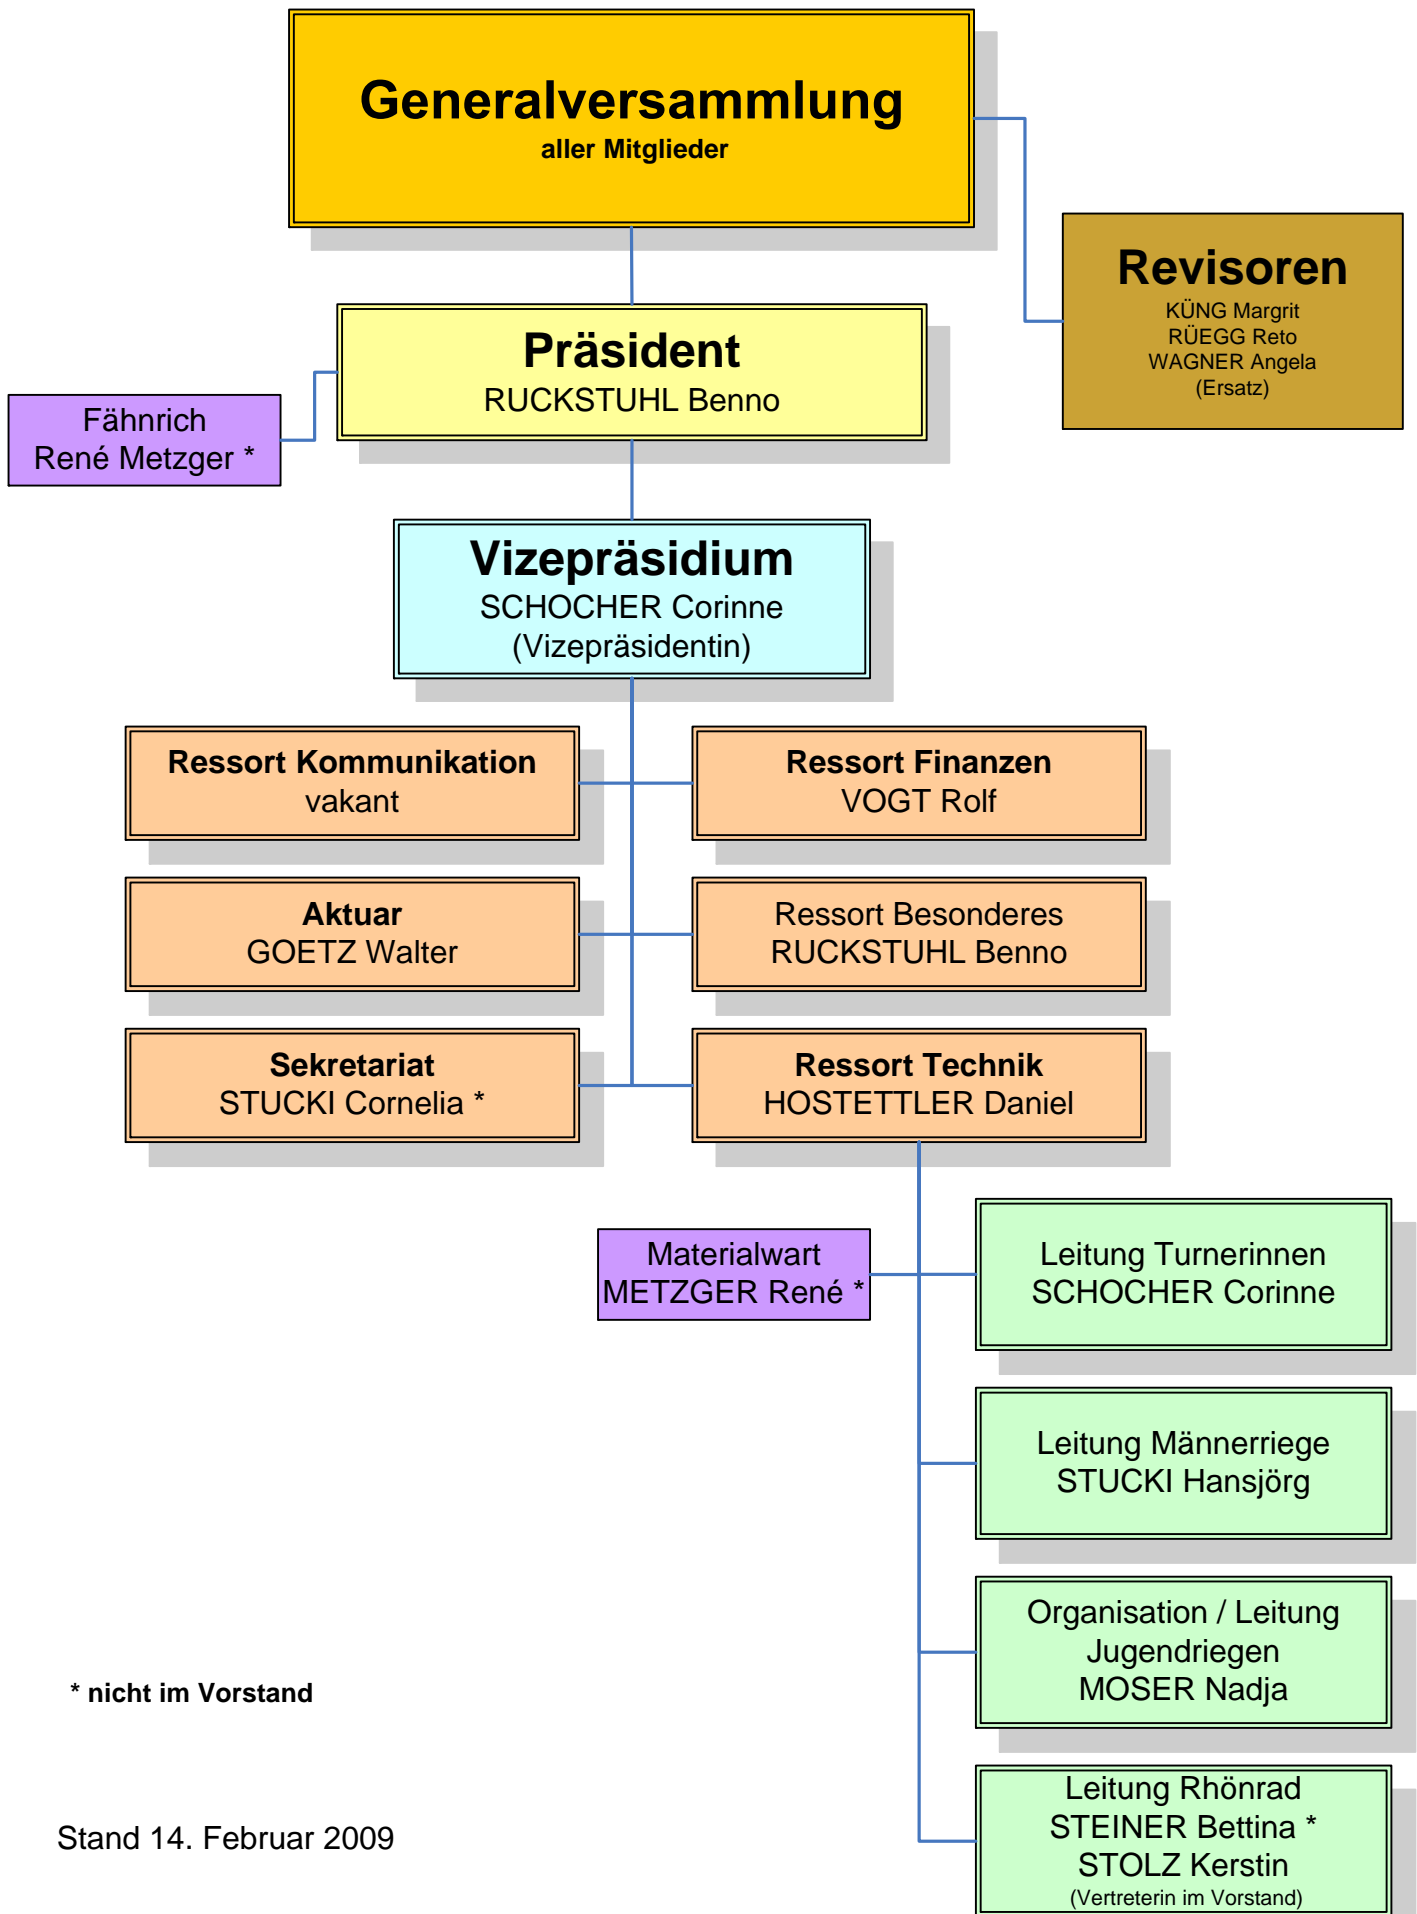 Generalversammlung
aller Mitglieder
Revisoren
KÜNG Margrit
RÜEGG Reto
WAGNER Angela
(Ersatz)
Präsident
RUCKSTUHL Benno
Fähnrich
René Metzger *
Vizepräsidium
SCHOCHER Corinne
(Vizepräsidentin)
Ressort Kommunikation
vakant
Ressort Finanzen
VOGT Rolf
Aktuar
GOETZ Walter
Ressort Besonderes
RUCKSTUHL Benno
Sekretariat
STUCKI Cornelia *
Ressort Technik
HOSTETTLER Daniel
Materialwart
METZGER René *
Leitung Turnerinnen
SCHOCHER Corinne
Leitung Männerriege
STUCKI Hansjörg
Organisation / Leitung
Jugendriegen
MOSER Nadja
* nicht im Vorstand
Leitung Rhönrad
STEINER Bettina *
STOLZ Kerstin
(Vertreterin im Vorstand)
Stand 14. Februar 2009